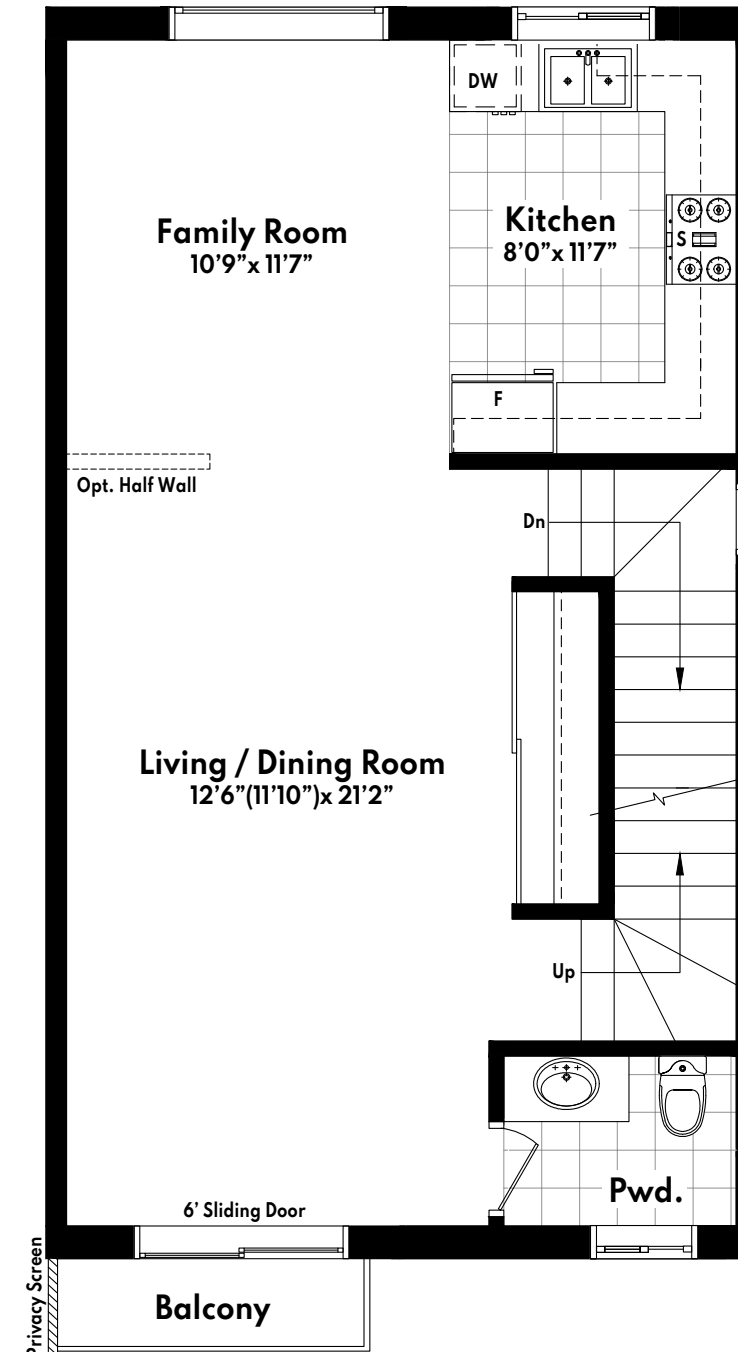 DW
Family Room
10'9"x 11'7"
Kitchen
8'0"x 11'7"
S
F
Opt. Half Wall
Dn
Living / Dining Room
12'6"(11'10")x 21'2"
Up
Pwd.
6' Sliding Door
Privacy Screen
Balcony